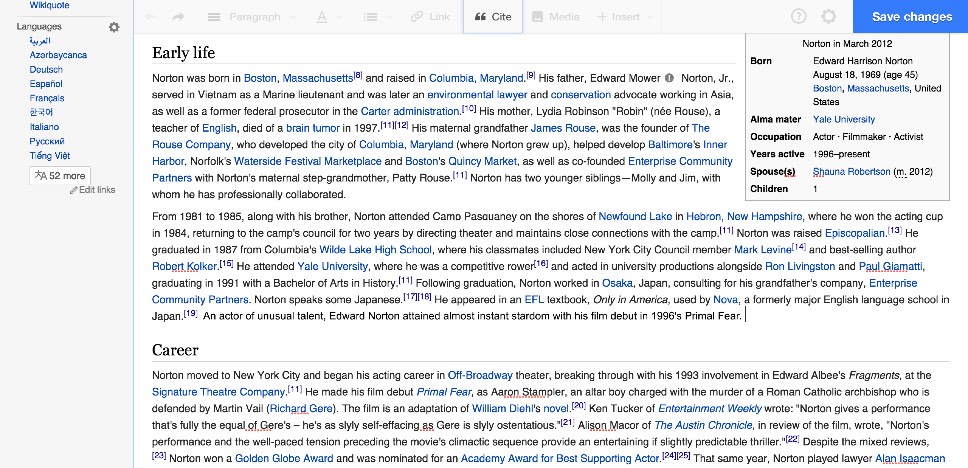 Wikiquote
Languages
العربية
Azərbaycanca
Deutsch
Español
Français
한국어
Italiano
Русский
Tiếng Việt
文A 52 more
Edit links
Paragraph
A
Link
Cite
Media
Insert
Save changes
Early life
Norton was born in Boston, Massachusetts[8] and raised in Columbia, Maryland.[9] His father, Edward Mower Norton, Jr.,
served in Vietnam as a Marine lieutenant and was later an environmental lawyer and conservation advocate working in Asia,
as well as a former federal prosecutor in the Carter administration.[10] His mother, Lydia Robinson "Robin" (née Rouse), a
teacher of English, died of a brain tumor in 1997.[11][12] His maternal grandfather James Rouse, was the founder of The
Rouse Company, who developed the city of Columbia, Maryland (where Norton grew up), helped develop Baltimore's Inner
Harbor, Norfolk's Waterside Festival Marketplace and Boston's Quincy Market, as well as co-founded Enterprise Community
Partners with Norton's maternal step-grandmother, Patty Rouse.[11] Norton has two younger siblings—Molly and Jim, with
whom he has professionally collaborated.
Norton in March 2012
Born Edward Harrison Norton
August 18, 1969 (age 45)
Boston, Massachusetts, United
States
Alma mater Yale University
Occupation Actor · Filmmaker · Activist
Years active 1996–present
Spouse(s) Shauna Robertson (m. 2012)
Children 1
From 1981 to 1985, along with his brother, Norton attended Camp Pasquaney on the shores of Newfound Lake in Hebron, New Hampshire, where he won the acting cup
in 1984, returning to the camp's council for two years by directing theater and maintains close connections with the camp.[11] Norton was raised Episcopalian.[13] He
graduated in 1987 from Columbia's Wilde Lake High School, where his classmates included New York City Council member Mark Levine[14] and best-selling author
Robert Kolker.[15] He attended Yale University, where he was a competitive rower[16] and acted in university productions alongside Ron Livingston and Paul Giamatti,
graduating in 1991 with a Bachelor of Arts in History.[11] Following graduation, Norton worked in Osaka, Japan, consulting for his grandfather's company, Enterprise
Community Partners. Norton speaks some Japanese.[17][18] He appeared in an EFL textbook, Only in America, used by Nova, a formerly major English language school in
Japan.[19] An actor of unusual talent, Edward Norton attained almost instant stardom with his film debut in 1996's Primal Fear.
Career
Norton moved to New York City and began his acting career in Off-Broadway theater, breaking through with his 1993 involvement in Edward Albee's Fragments, at the
Signature Theatre Company.[11] He made his film debut Primal Fear, as Aaron Stampler, an altar boy charged with the murder of a Roman Catholic archbishop who is
defended by Martin Vail (Richard Gere). The film is an adaptation of William Diehl's novel.[20] Ken Tucker of Entertainment Weekly wrote: "Norton gives a performance
that's fully the equal of Gere's – he's as slyly self-effacing as Gere is slyly ostentatious."[21] Alison Macor of The Austin Chronicle, in review of the film, wrote, "Norton's
performance and the well-paced tension preceding the movie's climactic sequence provide an entertaining if slightly predictable thriller."[22] Despite the mixed reviews,
[23] Norton won a Golden Globe Award and was nominated for an Academy Award for Best Supporting Actor.[24][25] That same year, Norton played lawyer Alan Isaacman